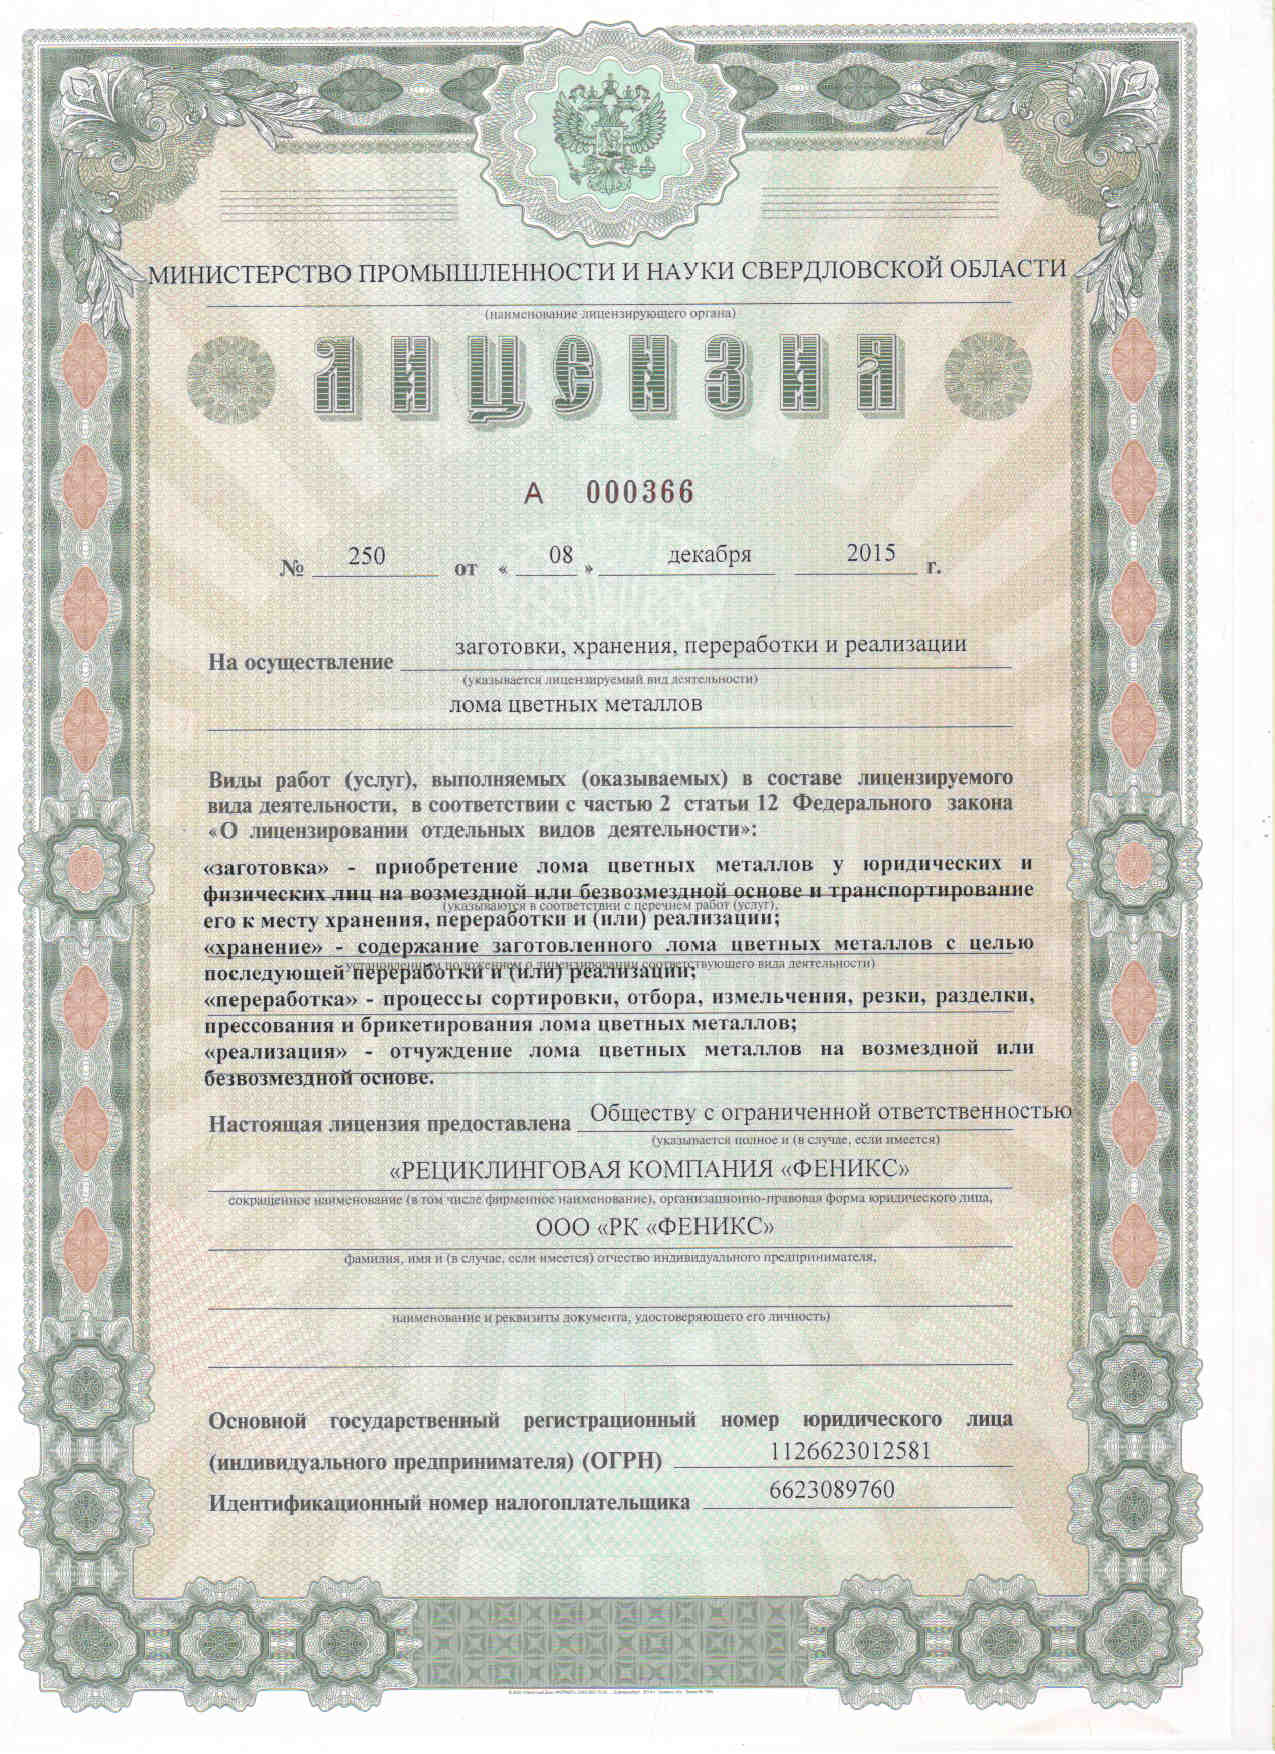 МИНИСТЕРСТВО ПРОМЫШЛЕННОСТИ И НАУКИ СВЕРДЛОВСКОЙ ОБЛАСТИ
(наименование лицензирующего органа)
ЛИЦЕНЗИЯ
А 000366
№ 250 от « 08 » декабря 2015 г.
На осуществление заготовки, хранения, переработки и реализации
(указывается лицензируемый вид деятельности)
лома цветных металлов
Виды работ (услуг), выполняемых (оказываемых) в составе лицензируемого
вида деятельности, в соответствии с частью 2 статьи 12 Федерального закона
«О лицензировании отдельных видов деятельности»:
«заготовка» - приобретение лома цветных металлов у юридических и
физических лиц на возмездной или безвозмездной основе и транспортирование
(указываются в соответствии с перечнем работ (услуг),
его к месту хранения, переработки и (или) реализации;
«хранение» - содержание заготовленного лома цветных металлов с целью
установленным положением о лицензировании соответствующего вида деятельности)
последующей переработки и (или) реализации;
«переработка» - процессы сортировки, отбора, измельчения, резки, разделки,
прессования и брикетирования лома цветных металлов;
«реализация» - отчуждение лома цветных металлов на возмездной или
безвозмездной основе.
Настоящая лицензия предоставлена Обществу с ограниченной ответственностью
(указывается полное и (в случае, если имеется)
«РЕЦИКЛИНГОВАЯ КОМПАНИЯ «ФЕНИКС»
сокращенное наименование (в том числе фирменное наименование), организационно-правовая форма юридического лица,
ООО «РК «ФЕНИКС»
фамилия, имя и (в случае, если имеется) отчество индивидуального предпринимателя,
наименование и реквизиты документа, удостоверяющего его личность)
Основной государственный регистрационный номер юридического лица
(индивидуального предпринимателя) (ОГРН) 1126623012581
Идентификационный номер налогоплательщика 6623089760